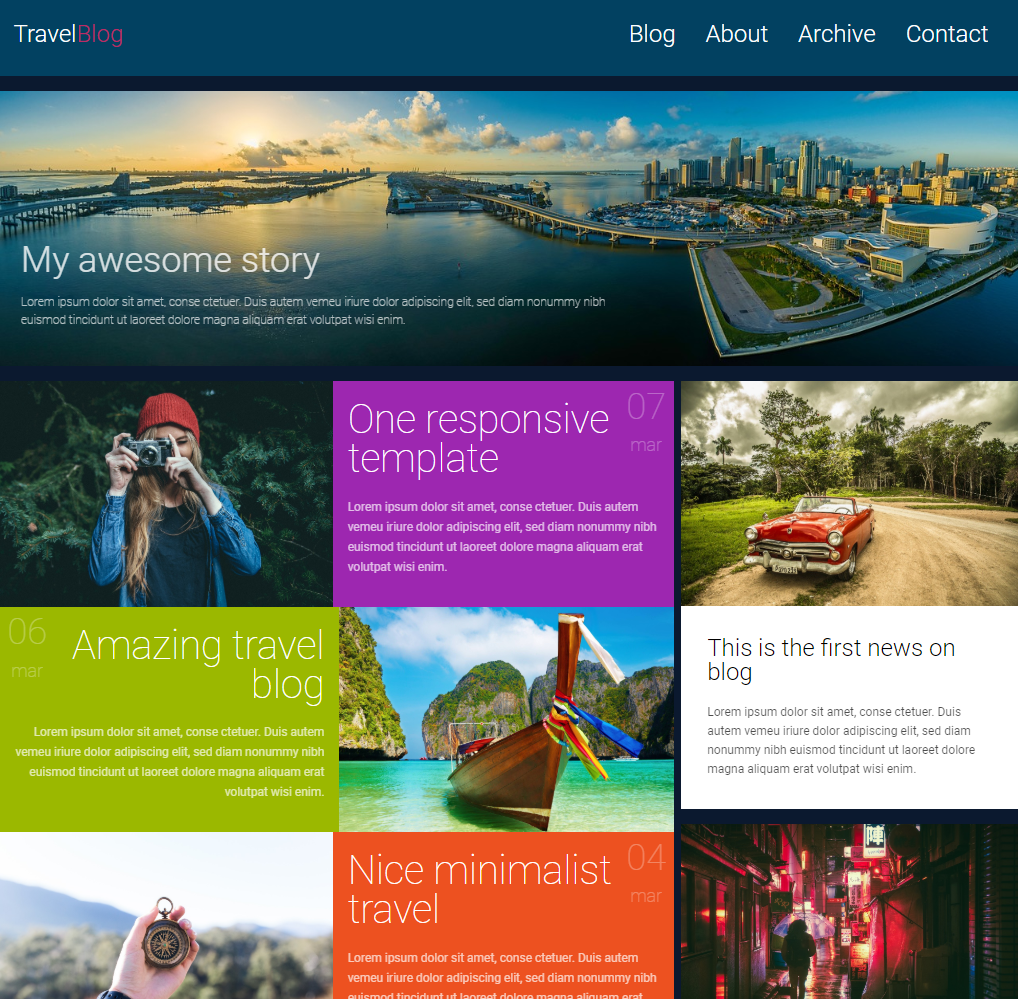 TravelBlog
Blog About Archive Contact
My awesome story
Lorem ipsum dolor sit amet, conse ctetuer. Duis autem vemeu iriure dolor adipiscing elit, sed diam nonummy nibh
euismod tincidunt ut laoreet dolore magna aliquam erat volutpat wisi enim.
One responsive
template
07
mar
Lorem ipsum dolor sit amet, conse ctetuer. Duis autem
vemeu iriure dolor adipiscing elit, sed diam nonummy nibh
euismod tincidunt ut laoreet dolore magna aliquam erat
volutpat wisi enim.
06
mar
Amazing travel
blog
Lorem ipsum dolor sit amet, conse ctetuer. Duis autem
vemeu iriure dolor adipiscing elit, sed diam nonummy nibh
euismod tincidunt ut laoreet dolore magna aliquam erat
volutpat wisi enim.
Nice minimalist
travel
04
mar
Lorem ipsum dolor sit amet, conse ctetuer. Duis autem
vemeu iriure dolor adipiscing elit, sed diam nonummy nibh
euismod tincidunt ut laoreet dolore magna aliquam erat
This is the first news on
blog
Lorem ipsum dolor sit amet, conse ctetuer. Duis
autem vemeu iriure dolor adipiscing elit, sed diam
nonummy nibh euismod tincidunt ut laoreet dolore
magna aliquam erat volutpat wisi enim.
陣